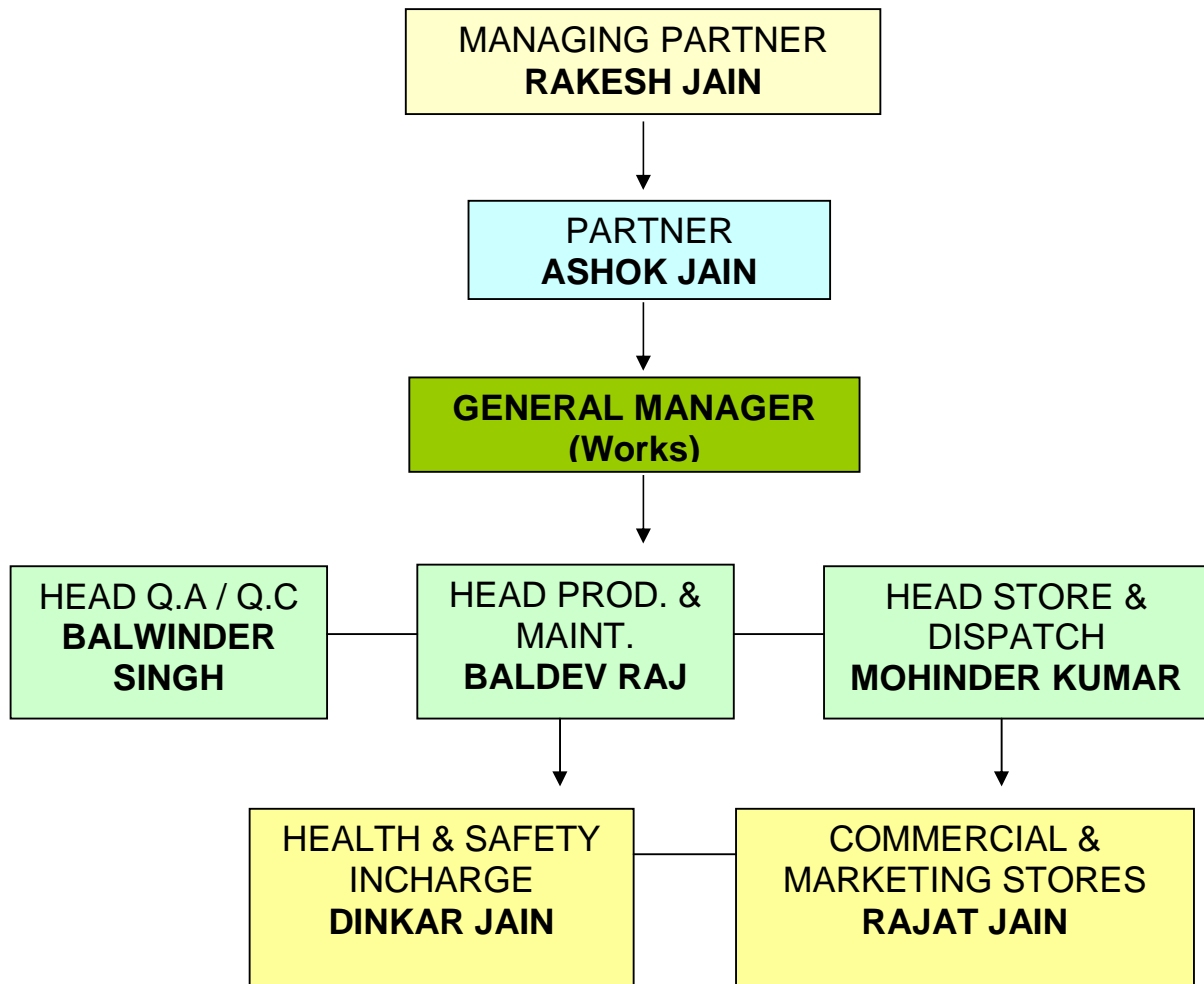 MANAGING PARTNER
RAKESH JAIN
PARTNER
ASHOK JAIN
GENERAL MANAGER
(Works)
HEAD Q.A / Q.C
BALWINDER
SINGH
HEAD PROD. &
MAINT.
BALDEV RAJ
HEAD STORE &
DISPATCH
MOHINDER KUMAR
HEALTH & SAFETY
INCHARGE
DINKAR JAIN
COMMERCIAL &
MARKETING STORES
RAJAT JAIN